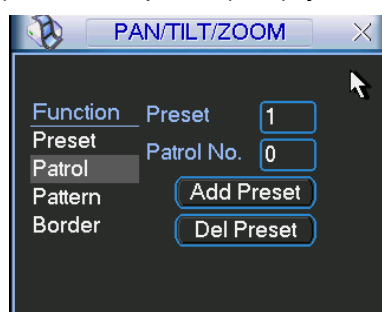 PAN/TILT/ZOOM
Function
Preset
Patrol
Pattern
Border
Preset 1
Patrol No. 0
Add Preset
Del Preset